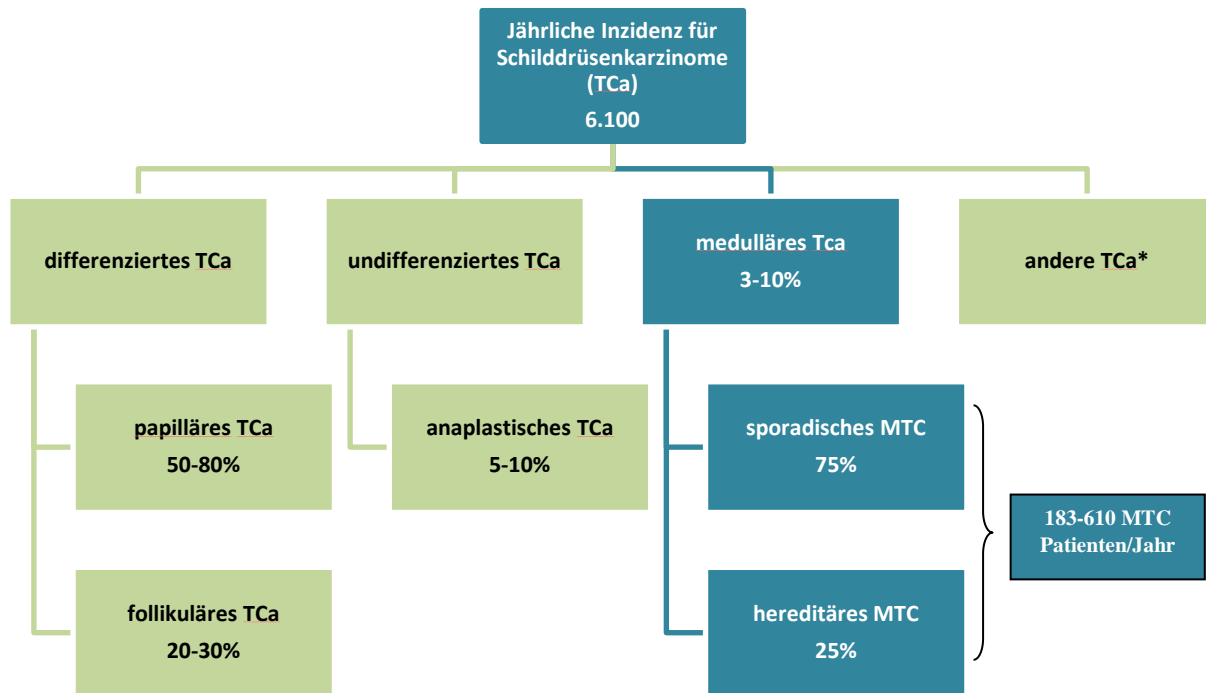 Jährliche Inzidenz für
Schilddrüsenkarzinome
(TCa)
6.100
differenziertes TCa
undifferenziertes TCa
medulläres Tca
3-10%
andere TCa*
papilläres TCa
50-80%
anaplastisches TCa
5-10%
sporadisches MTC
75%
183-610 MTC
Patienten/Jahr
follikuläres TCa
20-30%
hereditäres MTC
25%